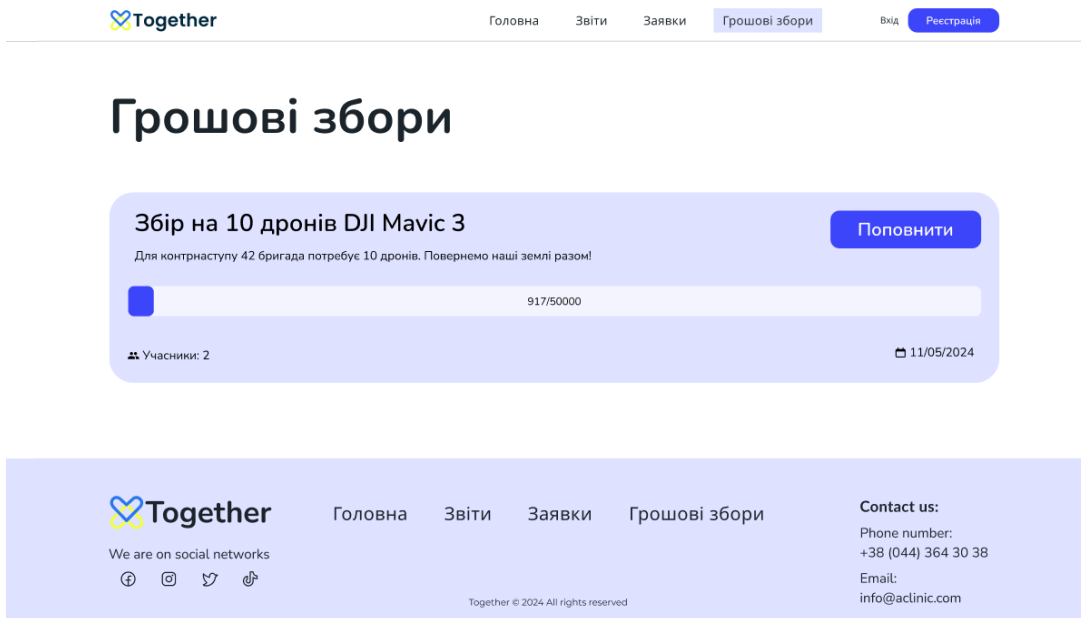 Together
Головна Звіти Заявки Грошові збори Вхід Реєстрація
Грошові збори
Збір на 10 дронів DJI Mavic 3
Поповнити
Для контрнаступу 42 бригада потребує 10 дронів. Повернемо наші землі разом!
917/50000
Учасники: 2
11/05/2024
Together
We are on social networks
Головна Звіти Заявки Грошові збори
Contact us:
Phone number:
+38 (044) 364 30 38
Email:
info@aclinic.com
Together © 2024 All rights reserved